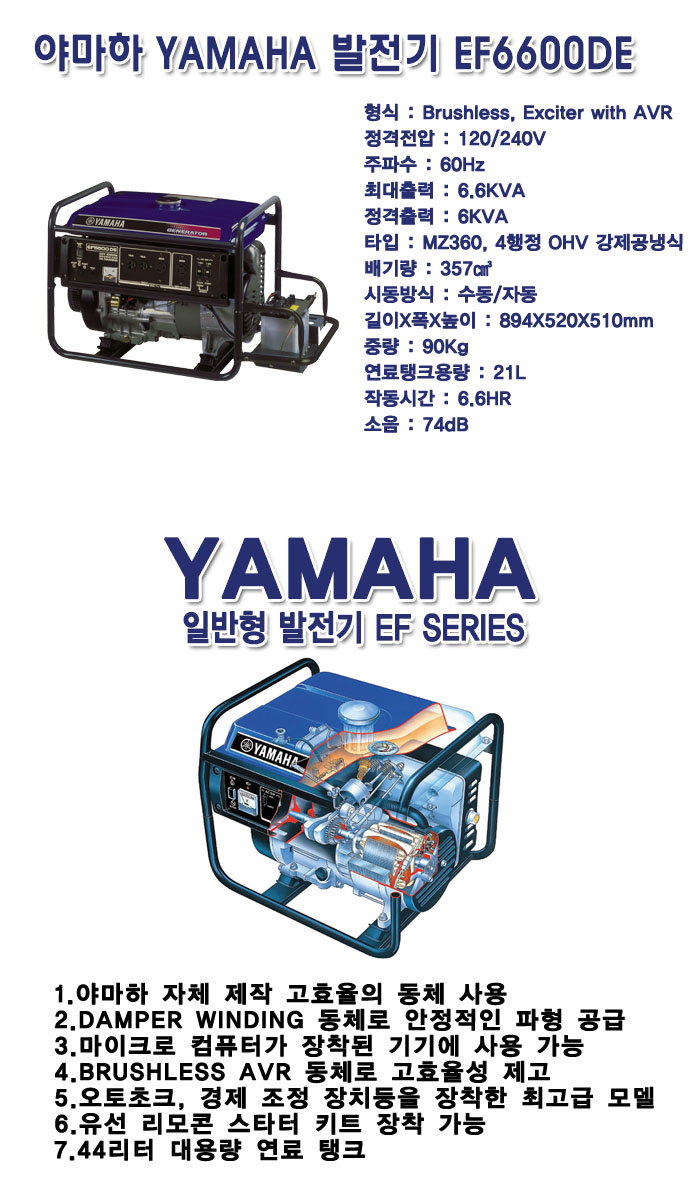 야마하 YAMAHA 발전기 EF6600DE
형식 : Brushless, Exciter with AVR
정격전압 : 120/240V
주파수 : 60Hz
최대출력 : 6.6KVA
정격출력 : 6KVA
타입 : MZ360, 4행정 OHV 강제공냉식
배기량 : 357㎤
시동방식 : 수동/자동
길이X폭X높이 : 894X520X510mm
중량 : 90Kg
연료탱크용량 : 21L
작동시간 : 6.6HR
소음 : 74dB
YAMAHA
GENERATOR
EF6600DE
YAMAHA
일반형 발전기 EF SERIES
YAMAHA
1.야마하 자체 제작 고효율의 동체 사용
2.DAMPER WINDING 동체로 안정적인 파형 공급
3.마이크로 컴퓨터가 장착된 기기에 사용 가능
4.BRUSHLESS AVR 동체로 고효율성 제고
5.오토초크, 경제 조정 장치등을 장착한 최고급 모델
6.유선 리모콘 스타터 키트 장착 가능
7.44리터 대용량 연료 탱크